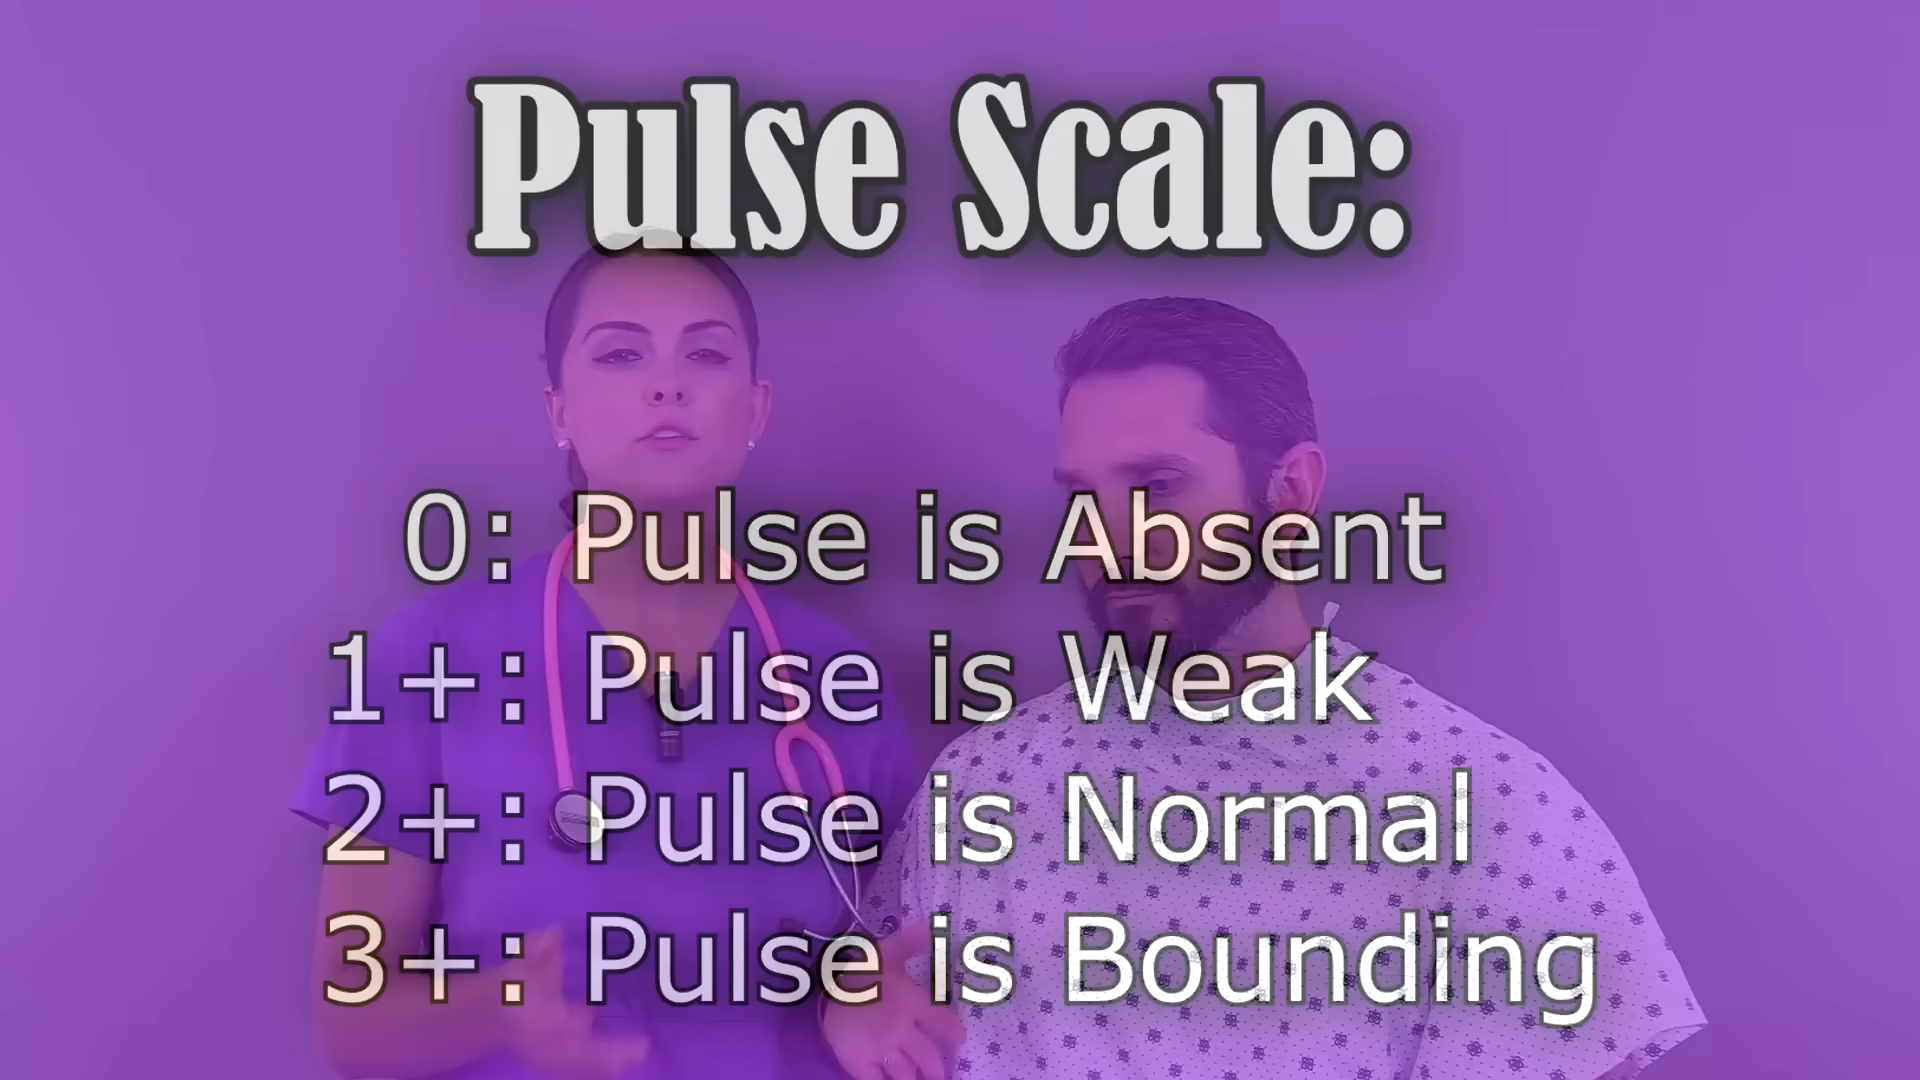 Pulse Scale:
0: Pulse is Absent
1+: Pulse is Weak
2+: Pulse is Normal
3+: Pulse is Bounding